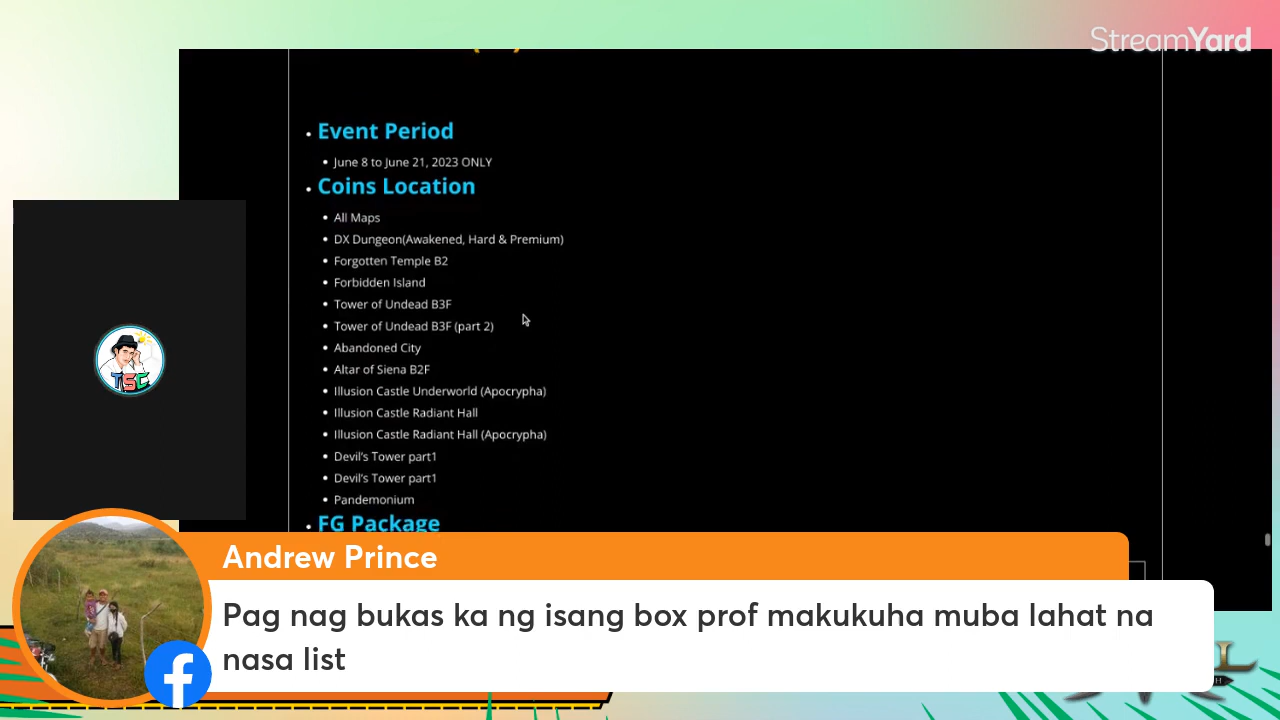 StreamYard
Event Period
June 8 to June 21, 2023 ONLY
Coins Location
All Maps
DX Dungeon(Awakened, Hard & Premium)
Forgotten Temple B2
Forbidden Island
Tower of Undead B3F
Tower of Undead B3F (part 2)
Abandoned City
Altar of Siena B2F
Illusion Castle Underworld (Apocrypha)
Illusion Castle Radiant Hall
Illusion Castle Radiant Hall (Apocrypha)
Devil's Tower part1
Devil's Tower part1
Pandemonium
FG Package
TSC
Andrew Prince
Pag nag bukas ka ng isang box prof makukuha muba lahat na
nasa list